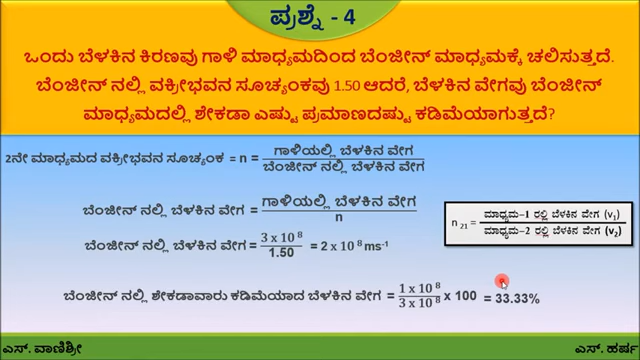 ಪ್ರಶ್ನೆ - 4
ಒಂದು ಬೆಳಕಿನ ಕಿರಣವು ಗಾಳಿ ಮಾಧ್ಯಮದಿಂದ ಬೆಂಜೀನ್ ಮಾಧ್ಯಮಕ್ಕೆ ಚಲಿಸುತ್ತದೆ.
ಬೆಂಜೀನ್ ನಲ್ಲಿ ವಕ್ರೀಭವನ ಸೂಚ್ಯಂಕವು 1.50 ಆದರೆ, ಬೆಳಕಿನ ವೇಗವು ಬೆಂಜೀನ್
ಮಾಧ್ಯಮದಲ್ಲಿ ಶೇಕಡಾ ಎಷ್ಟು ಪ್ರಮಾಣದಷ್ಟು ಕಡಿಮೆಯಾಗುತ್ತದೆ?
2ನೇ ಮಾಧ್ಯಮದ ವಕ್ರೀಭವನ ಸೂಚ್ಯಂಕ = n = ಗಾಳಿಯಲ್ಲಿ ಬೆಳಕಿನ ವೇಗ
ಬೆಂಜೀನ್ ನಲ್ಲಿ ಬೆಳಕಿನ ವೇಗ
ಬೆಂಜೀನ್ ನಲ್ಲಿ ಬೆಳಕಿನ ವೇಗ = ಗಾಳಿಯಲ್ಲಿ ಬೆಳಕಿನ ವೇಗ
n
n 21 = ಮಾಧ್ಯಮ–1 ರಲ್ಲಿ ಬೆಳಕಿನ ವೇಗ (v1)
ಮಾಧ್ಯಮ–2 ರಲ್ಲಿ ಬೆಳಕಿನ ವೇಗ (v2)
ಬೆಂಜೀನ್ ನಲ್ಲಿ ಬೆಳಕಿನ ವೇಗ = 3 x 10 8 = 2 x 10 8 ms-1
1.50
ಬೆಂಜೀನ್ ನಲ್ಲಿ ಶೇಕಡಾವಾರು ಕಡಿಮೆಯಾದ ಬೆಳಕಿನ ವೇಗ = 1 x 10 8 x 100 = 33.33%
3 x 10 8
ಎಸ್. ವಾಣಿಶ್ರೀ
ಎಸ್. ಹರ್ಷ